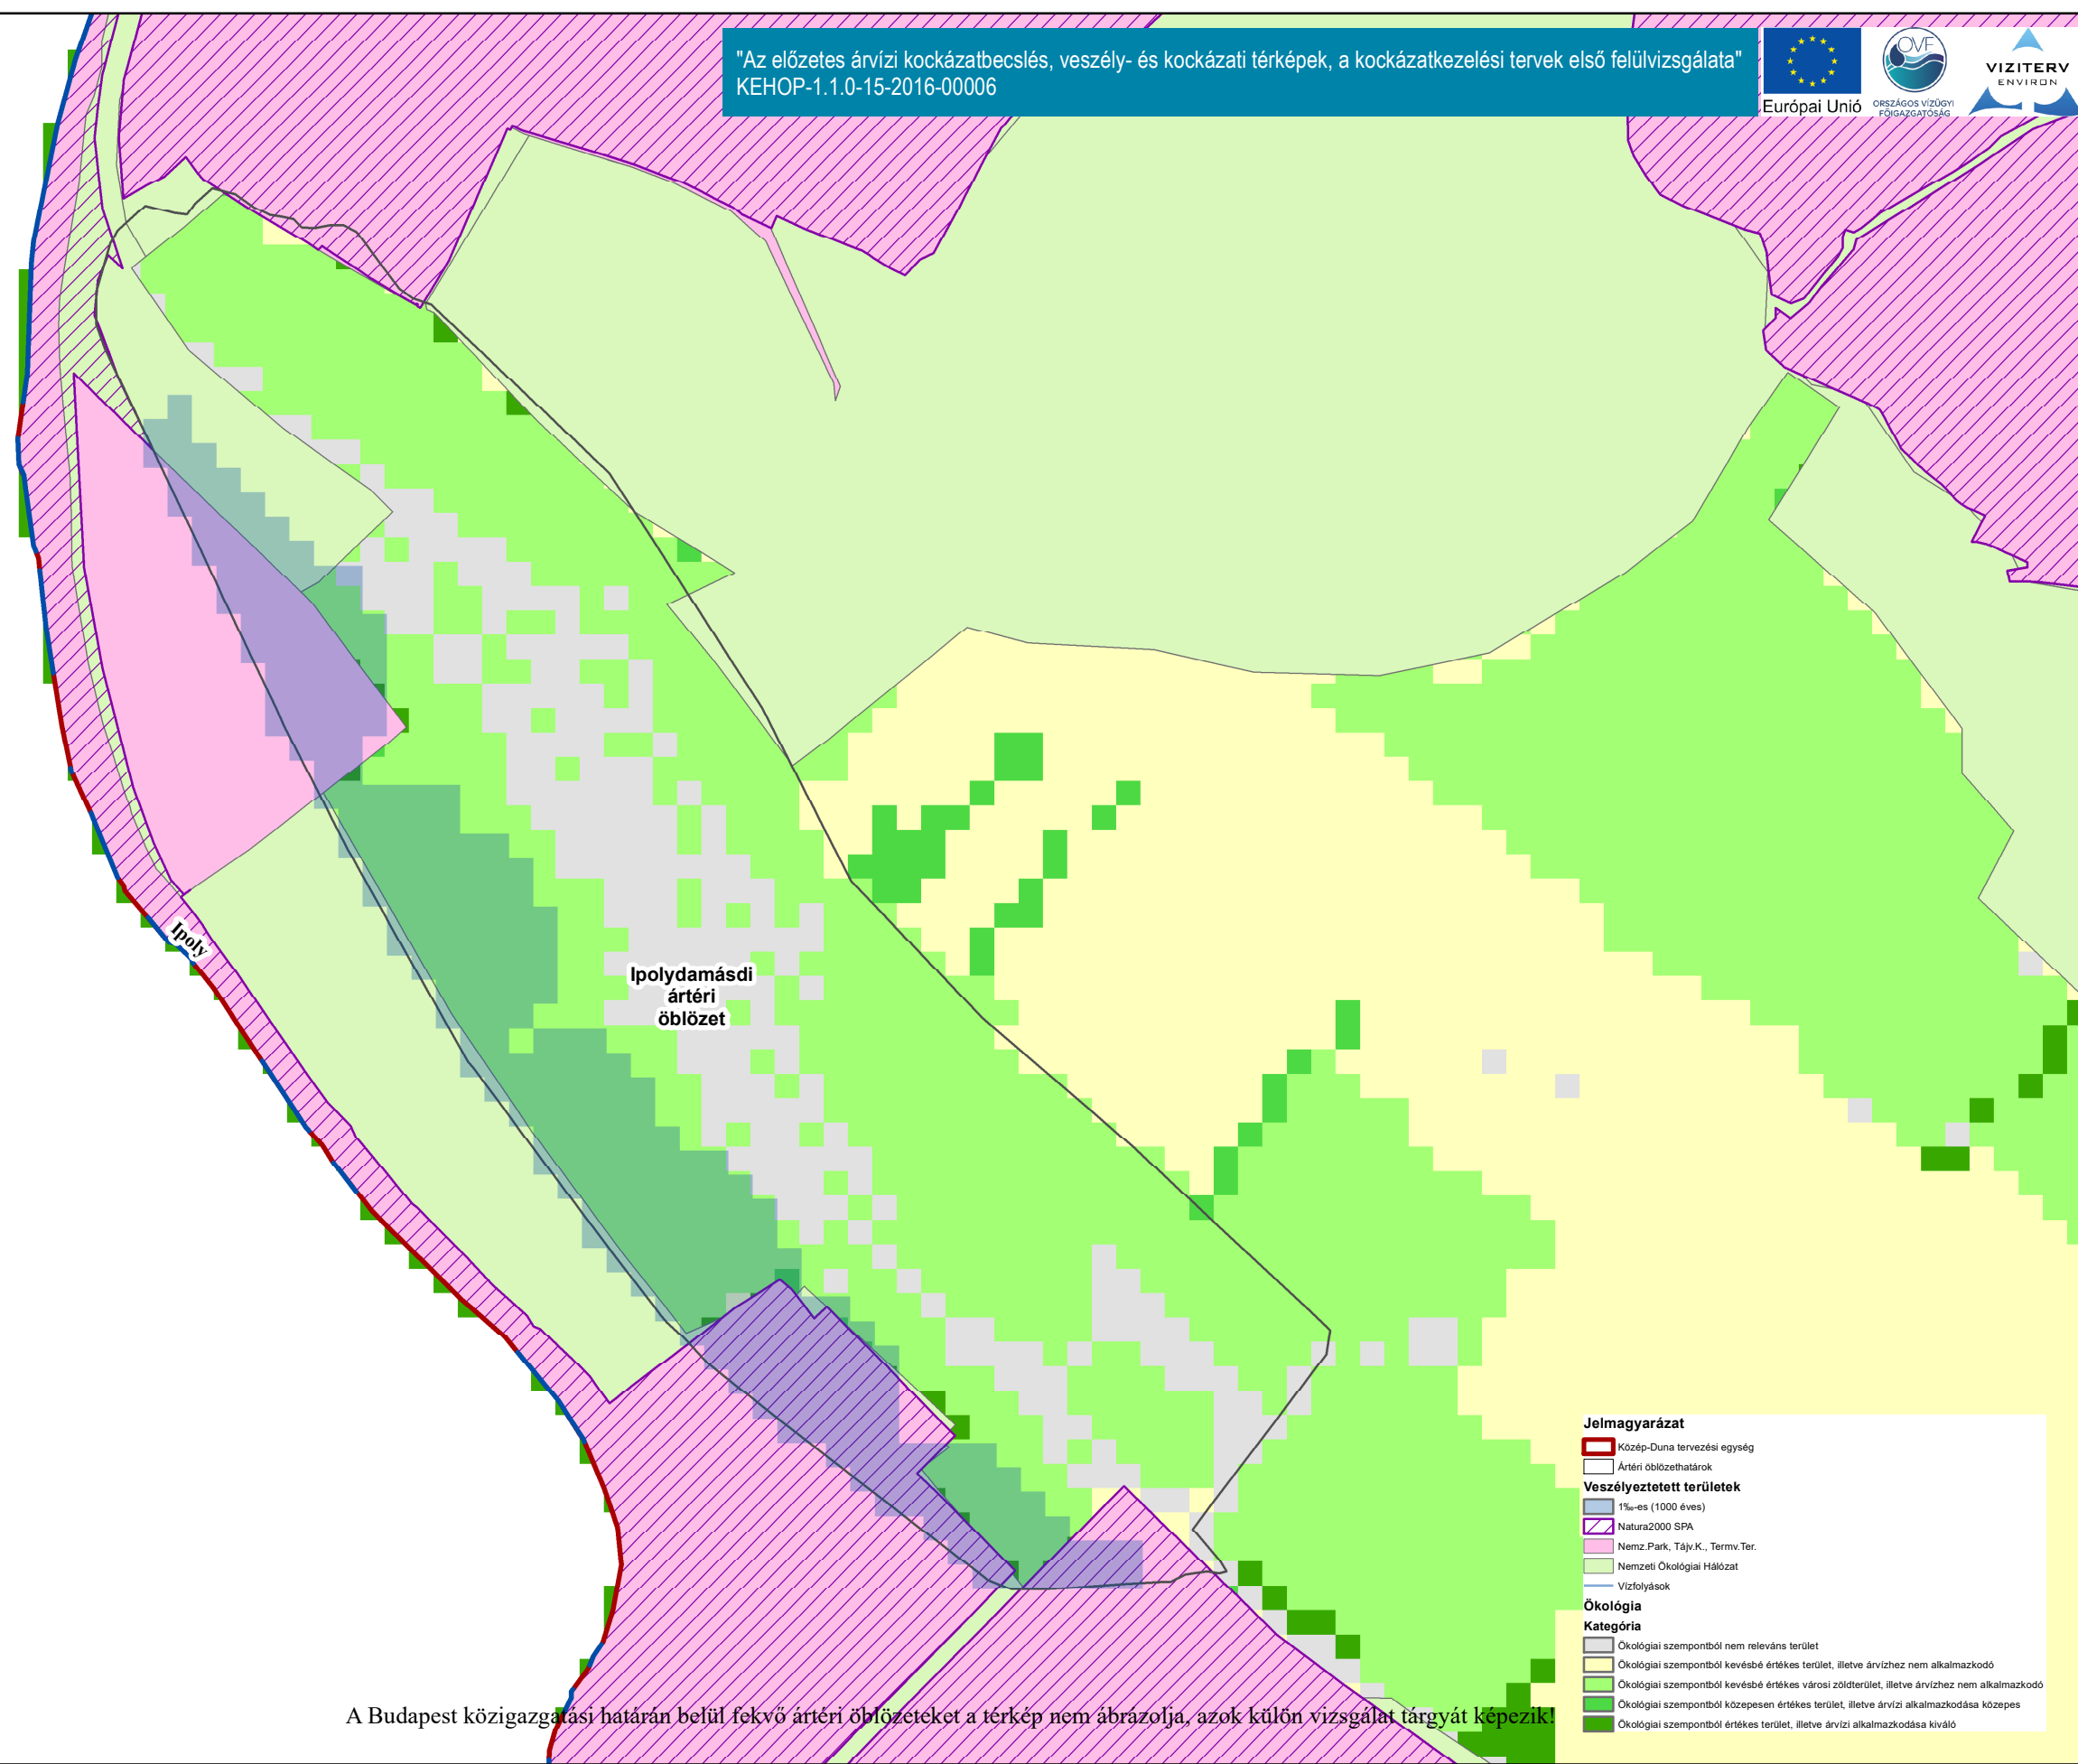 "Az előzetes árvízi kockázatbecslés, veszély- és kockázati térképek, a kockázatkezelési tervek első felülvizsgálata"
KEHOP-1.1.0-15-2016-00006
Európai Unió
OVF
ORSZÁGOS VÍZÜGYI
FŐIGAZGATÓSÁG
VIZITERV
ENVIRON
Ipoly
Ipolydamásdi
ártéri
öblözet
Jelmagyarázat
Közép-Duna tervezési egység
Ártéri öblözethatárok
Veszélyeztetett területek
1‰-es (1000 éves)
Natura2000 SPA
Nemz.Park, Tájv.K., Termv.Ter.
Nemzeti Ökológiai Hálózat
Vízfolyások
Ökológia
Kategória
Ökológiai szempontból nem releváns terület
Ökológiai szempontból kevésbé értékes terület, illetve árvízhez nem alkalmazkodó
Ökológiai szempontból kevésbé értékes városi zöldterület, illetve árvízhez nem alkalmazkodó
Ökológiai szempontból közepesen értékes terület, illetve árvízi alkalmazkodása közepes
Ökológiai szempontból értékes terület, illetve árvízi alkalmazkodása kiváló
A Budapest közigazgatási határán belül fekvő ártéri öblözeteket a térkép nem ábrázolja, azok külön vizsgálat tárgyát képezik!